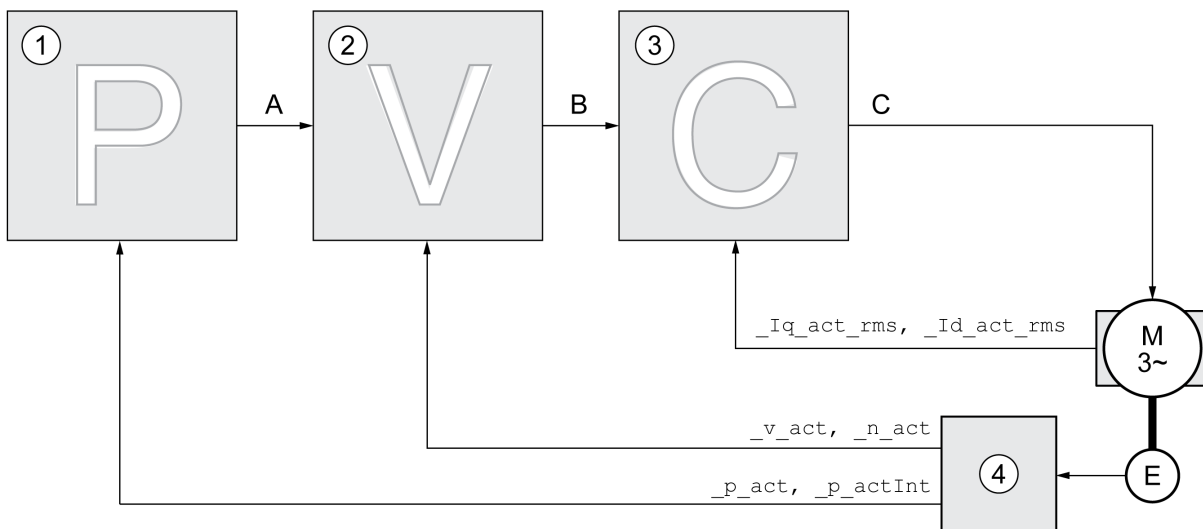 1
P
A
2
V
B
3
C
C
_Iq_act_rms, _Id_act_rms
M
3~
_v_act, _n_act
_p_act, _p_actInt
4
E